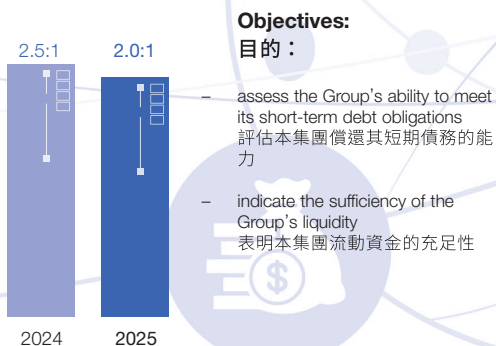 2.5:1
2.0:1
2024
2025
Objectives:
目的：
– assess the Group’s ability to meet
its short-term debt obligations
評估本集團償還其短期債務的能
力
– indicate the sufficiency of the
Group’s liquidity
表明本集團流動資金的充足性
$